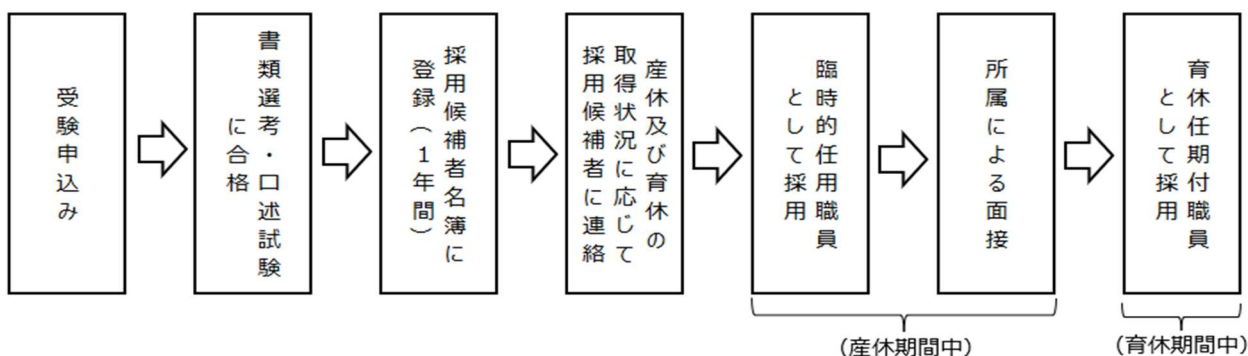 受験申込み
書類選考・口述試験
に合格
採用候補者名簿に
登録（１年間）
産休及び育休の
取得状況に応じて
採用候補者に連絡
臨時的任用職員
として採用
所属による面接
育休任期付職員
として採用
(産休期間中)
(育休期間中)